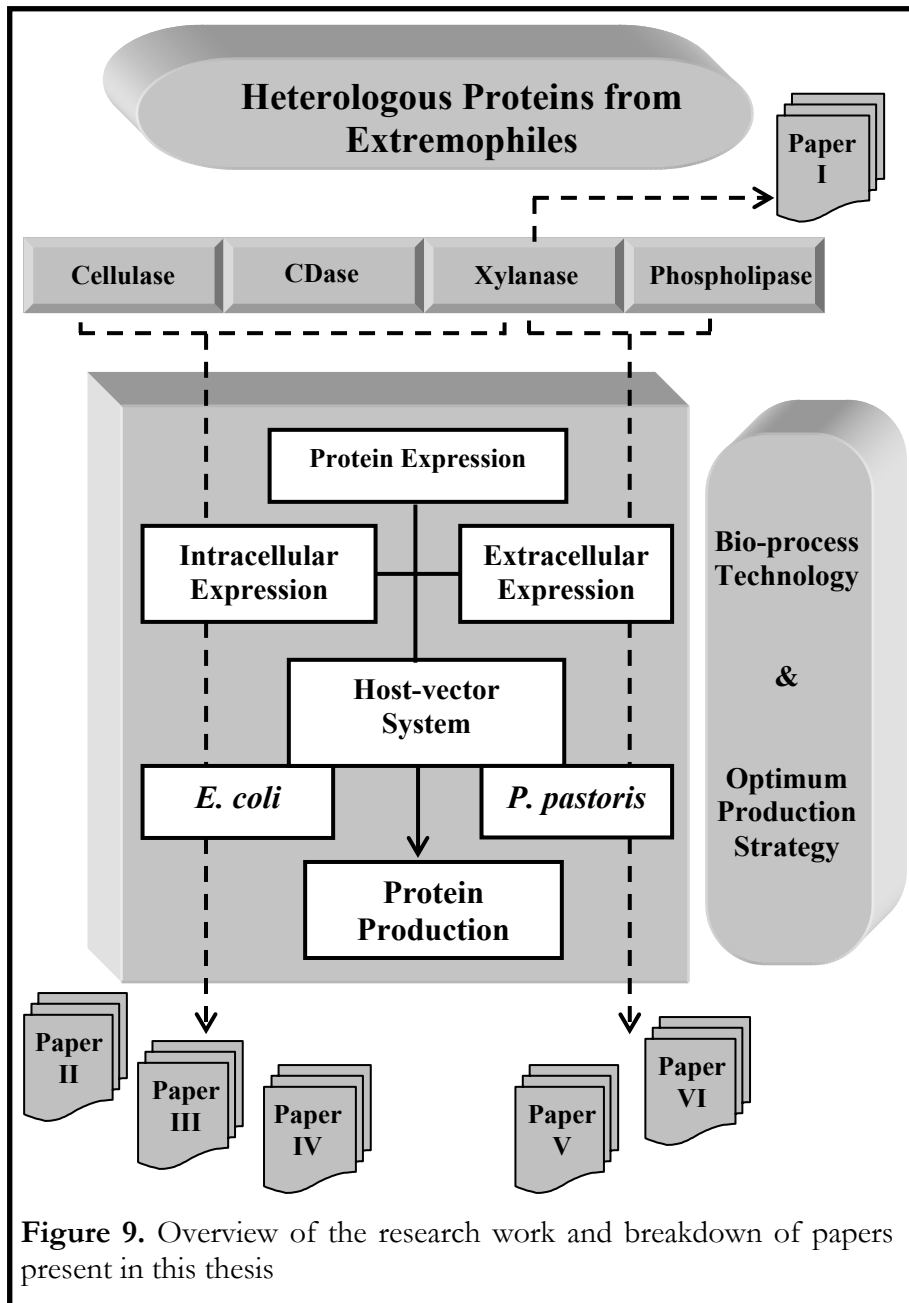 Heterologous Proteins from
Extremophiles
Paper
I
Cellulase
CDase
Xylanase
Phospholipase
Protein Expression
Intracellular
Expression
Extracellular
Expression
Host-vector
System
E. coli
P. pastoris
Protein
Production
Bio-process
Technology
&
Optimum
Production
Strategy
Paper
II
Paper
III
Paper
IV
Paper
V
Paper
VI
Figure 9. Overview of the research work and breakdown of papers
present in this thesis